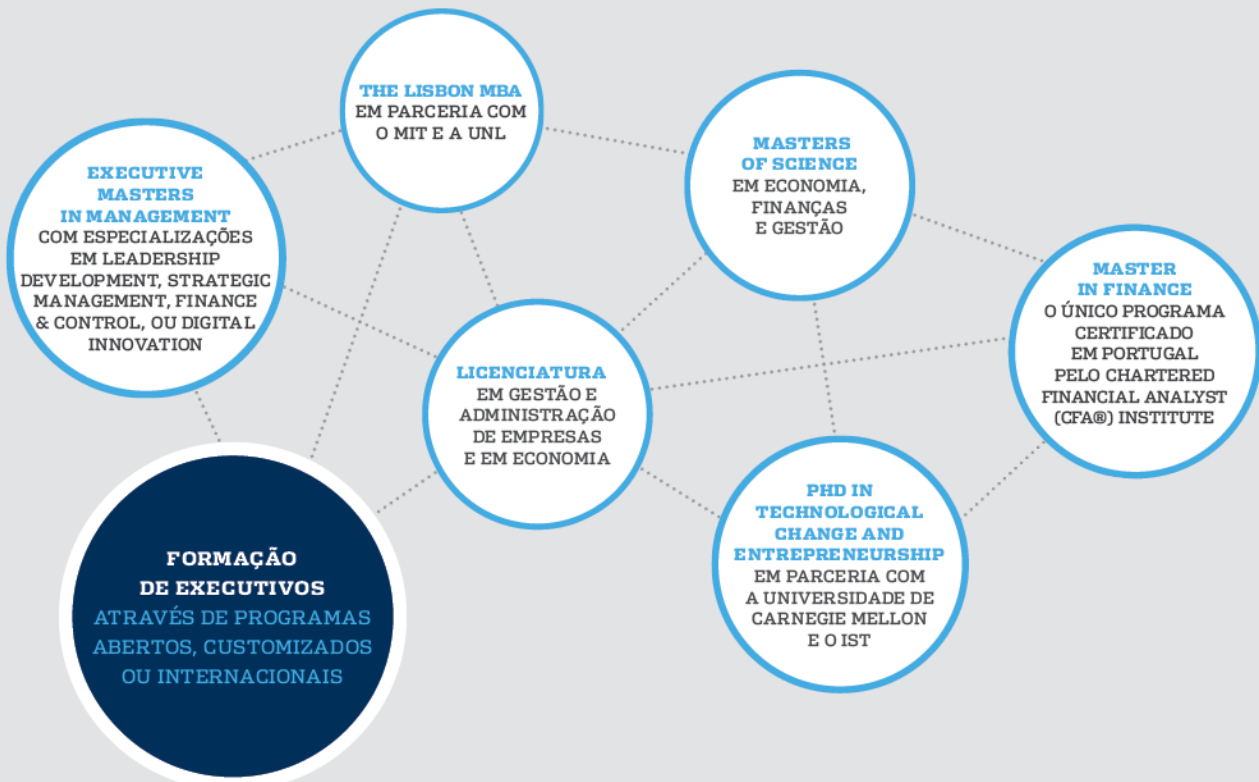 THE LISBON MBA
EM PARCERIA COM
O MIT E A UNL
EXECUTIVE
MASTERS
IN MANAGEMENT
COM ESPECIALIZAÇÕES
EM LEADERSHIP
DEVELOPMENT, STRATEGIC
MANAGEMENT, FINANCE
& CONTROL, OU DIGITAL
INNOVATION
MASTERS
OF SCIENCE
EM ECONOMIA,
FINANÇAS
E GESTÃO
MASTER
IN FINANCE
O ÚNICO PROGRAMA
CERTIFICADO
EM PORTUGAL
PELO CHARTERED
FINANCIAL ANALYST
(CFA®) INSTITUTE
LICENCIATURA
EM GESTÃO E
ADMINISTRAÇÃO
DE EMPRESAS
E EM ECONOMIA
PHD IN
TECHNOLOGICAL
CHANGE AND
ENTREPRENEURSHIP
EM PARCERIA COM
A UNIVERSIDADE DE
CARNEGIE MELLON
E O IST
FORMAÇÃO
DE EXECUTIVOS
ATRAVÉS DE PROGRAMAS
ABERTOS, CUSTOMIZADOS
OU INTERNACIONAIS